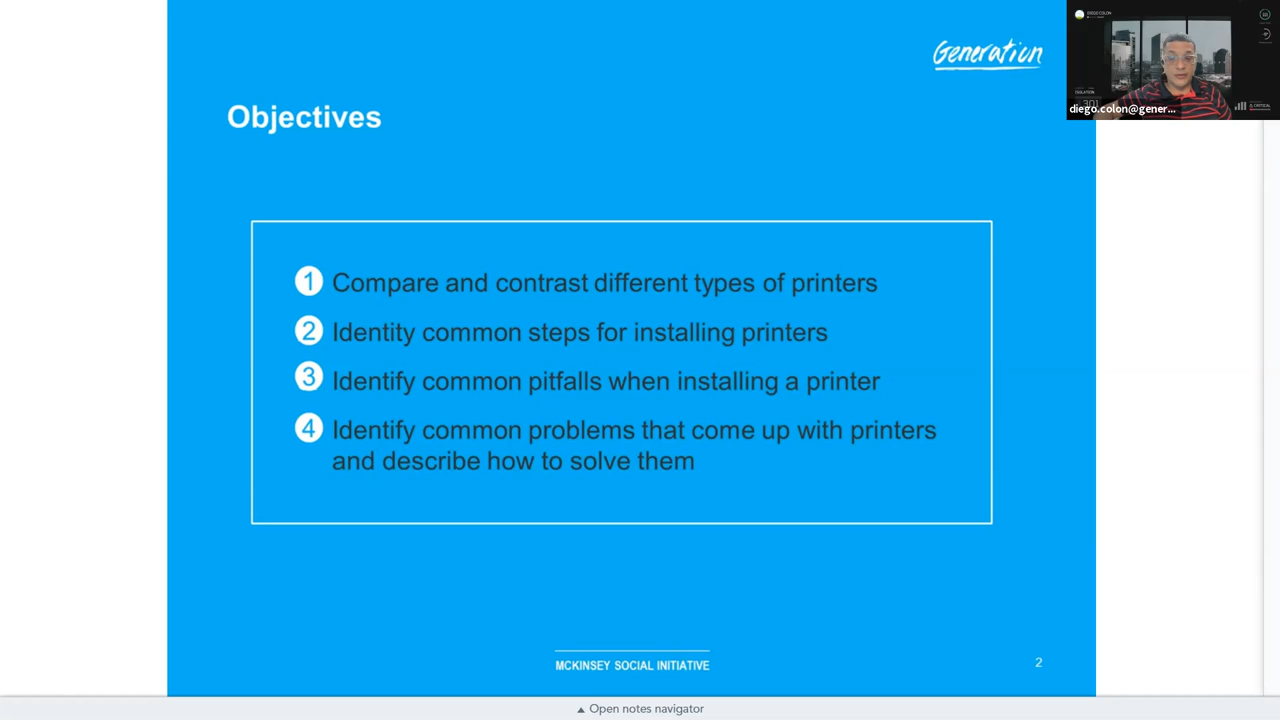 Generation
DIEGO COLON
Objectives
diego.colon@gener...
1 Compare and contrast different types of printers
2 Identity common steps for installing printers
3 Identify common pitfalls when installing a printer
4 Identify common problems that come up with printers
and describe how to solve them
MCKINSEY SOCIAL INITIATIVE
2
▲ Open notes navigator